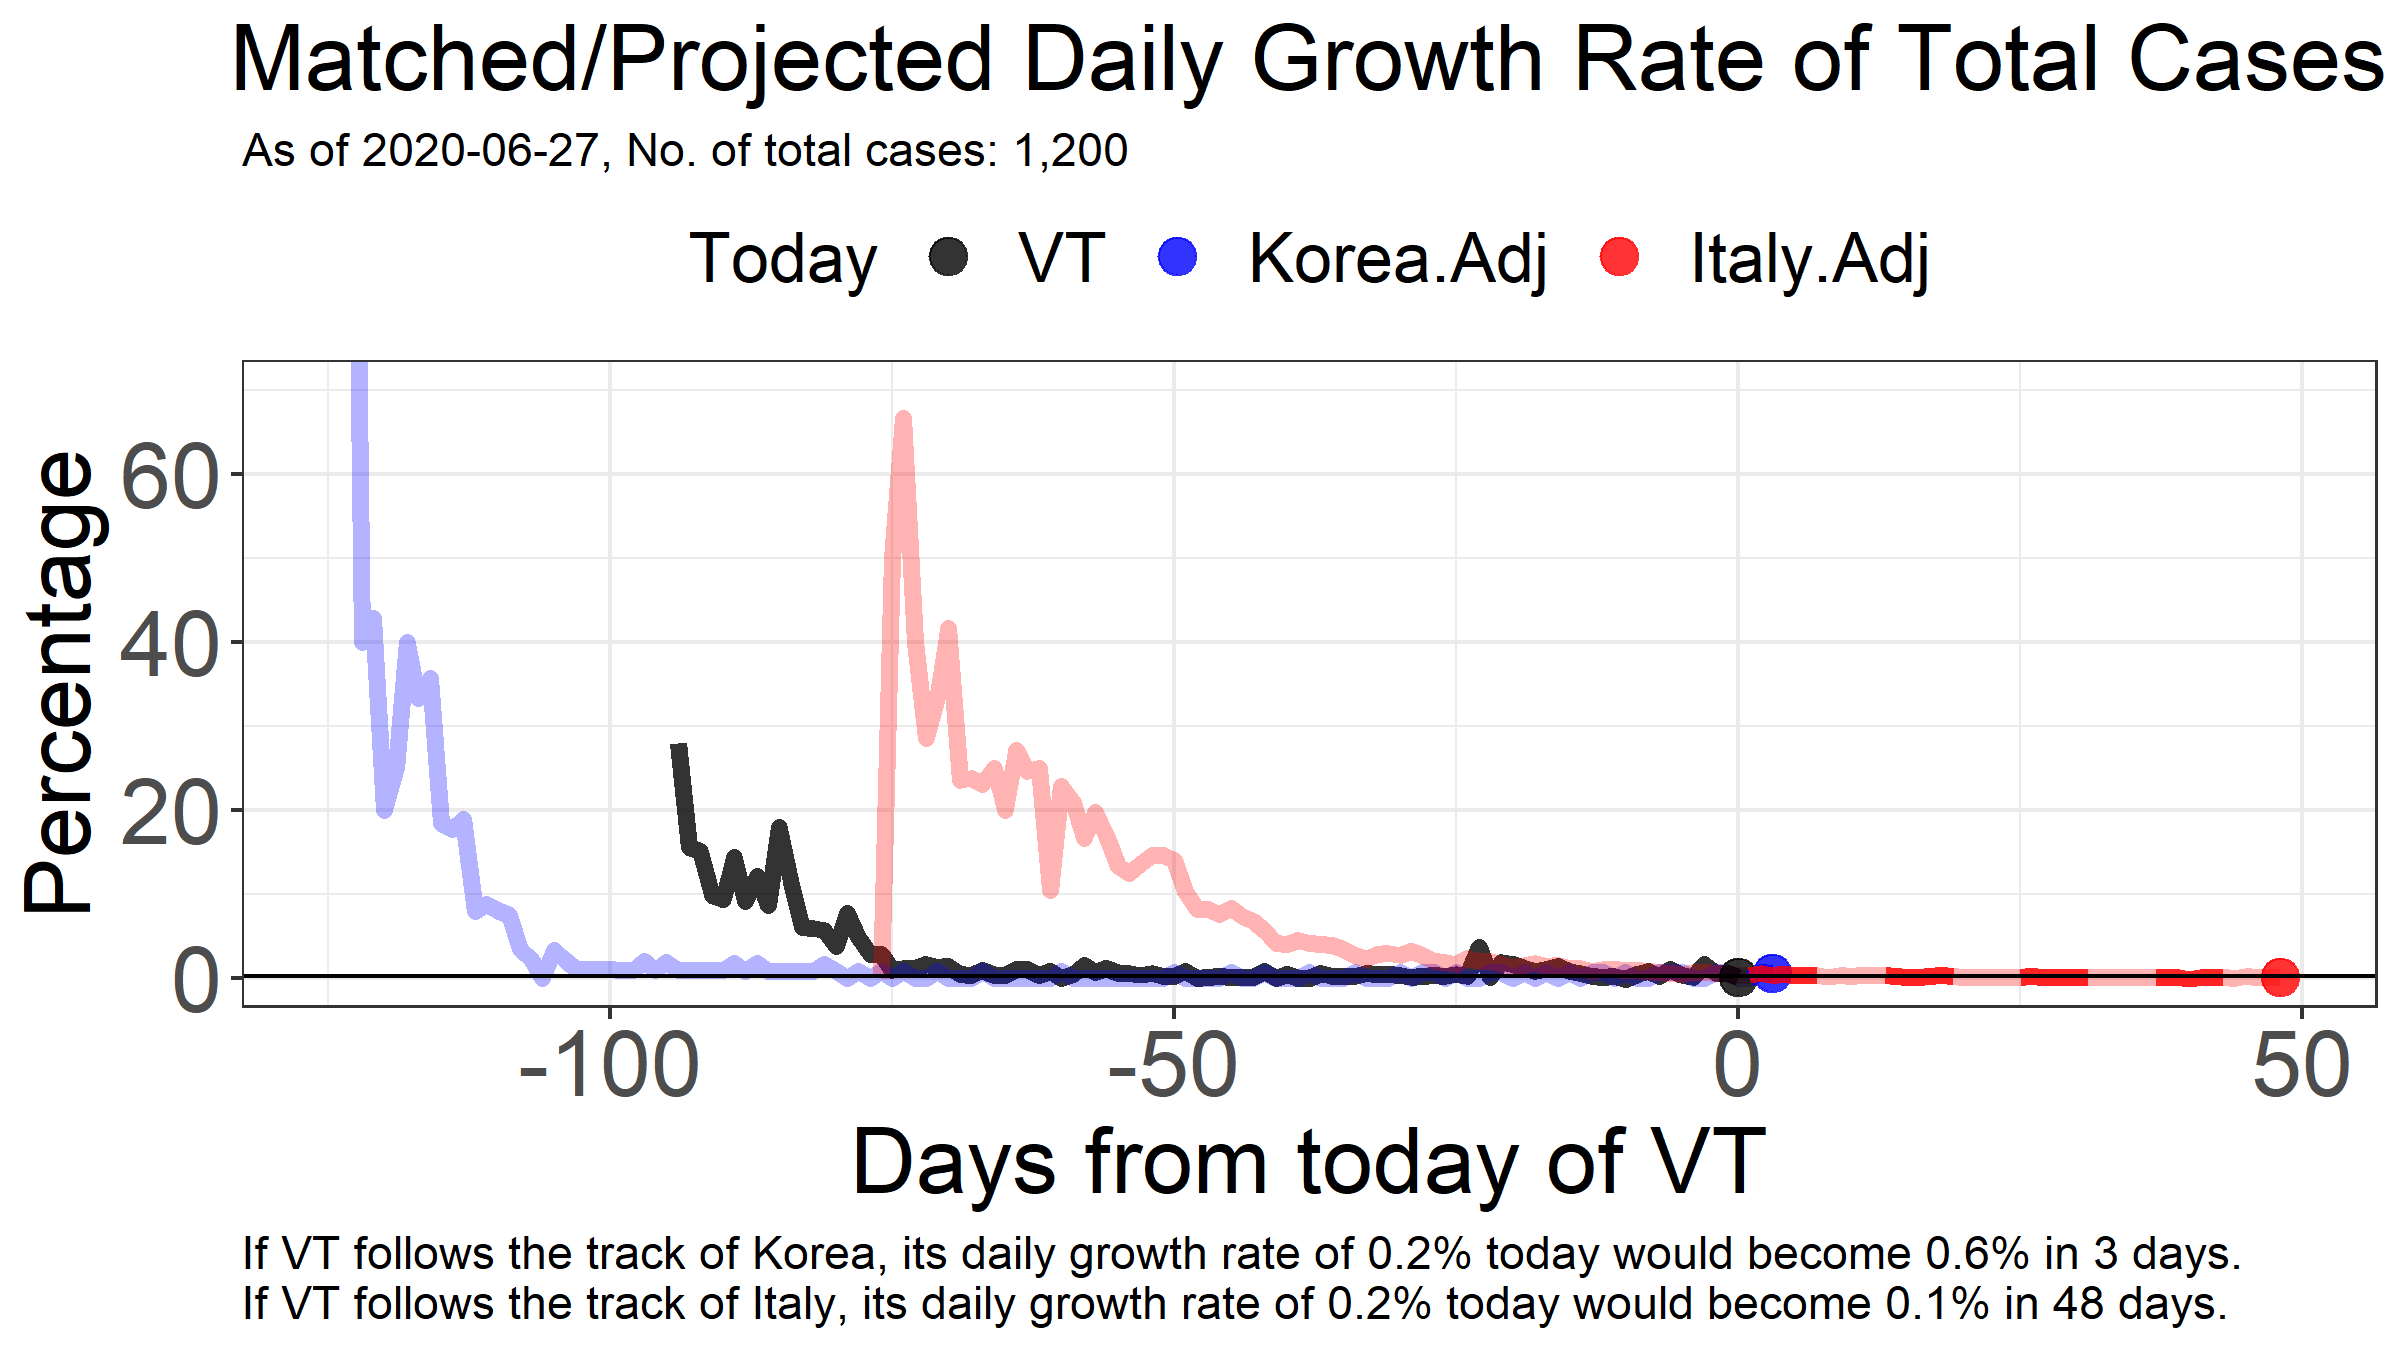 Matched/Projected Daily Growth Rate of Total Cases
As of 2020-06-27, No. of total cases: 1,200
Today VT Korea.Adj Italy.Adj
Percentage
60
40
20
0
-100 -50 0 50
Days from today of VT
If VT follows the track of Korea, its daily growth rate of 0.2% today would become 0.6% in 3 days.
If VT follows the track of Italy, its daily growth rate of 0.2% today would become 0.1% in 48 days.